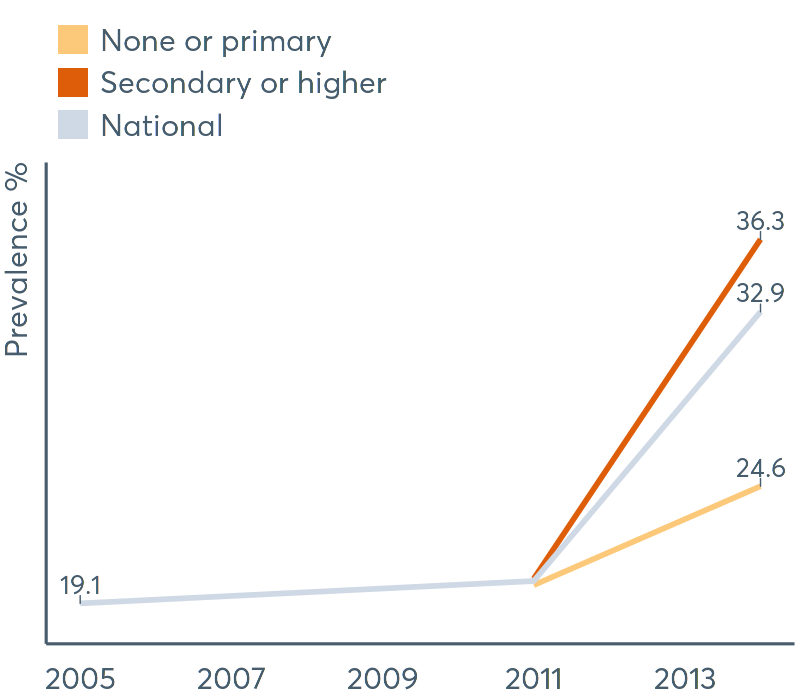 None or primary
Secondary or higher
National
Prevalence %
36.3
32.9
24.6
19.1
2005 2007 2009 2011 2013